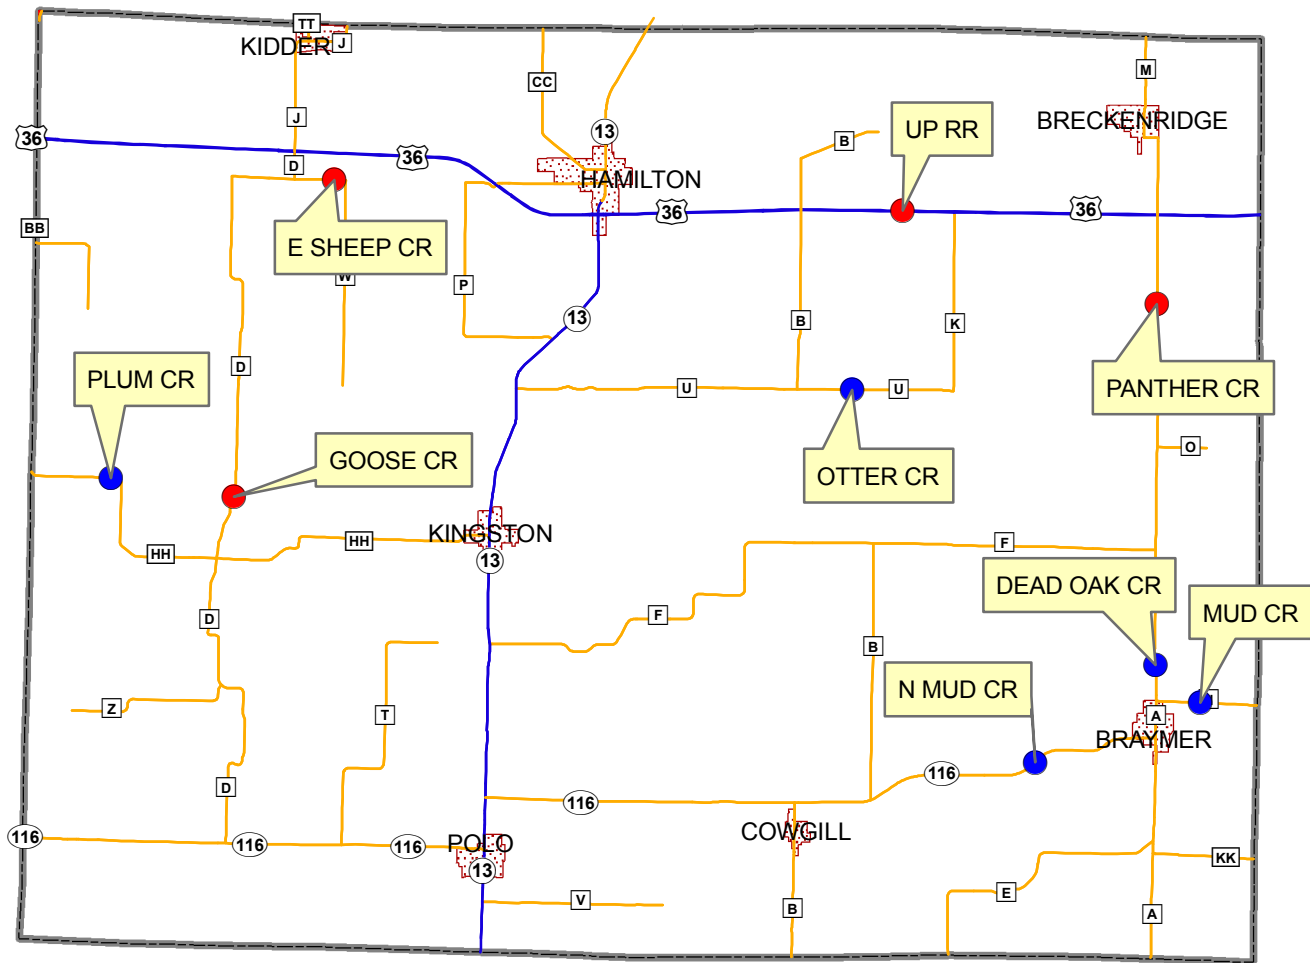 TT
KIDDER
J
M
CC
J
13
BRECKENRIDGE
UP RR
B
36
36
D
HAMILTON
36
36
BB
E SHEEP CR
W
P
13
B
K
D
PLUM CR
PANTHER CR
U
U
GOOSE CR
O
OTTER CR
KINGSTON
HH
HH
13
F
DEAD OAK CR
MUD CR
F
D
B
N MUD CR
Z
T
A
BRAYMER
116
D
116
116
116
116
POLO
COWGILL
13
KK
V
B
E
A